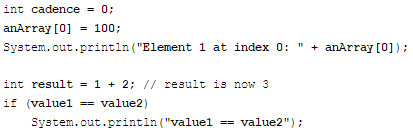 int cadence = 0;
anArray[0] = 100;
System.out.println("Element 1 at index 0: " + anArray[0]);
int result = 1 + 2; // result is now 3
if (value1 == value2)
System.out.println("value1 == value2");